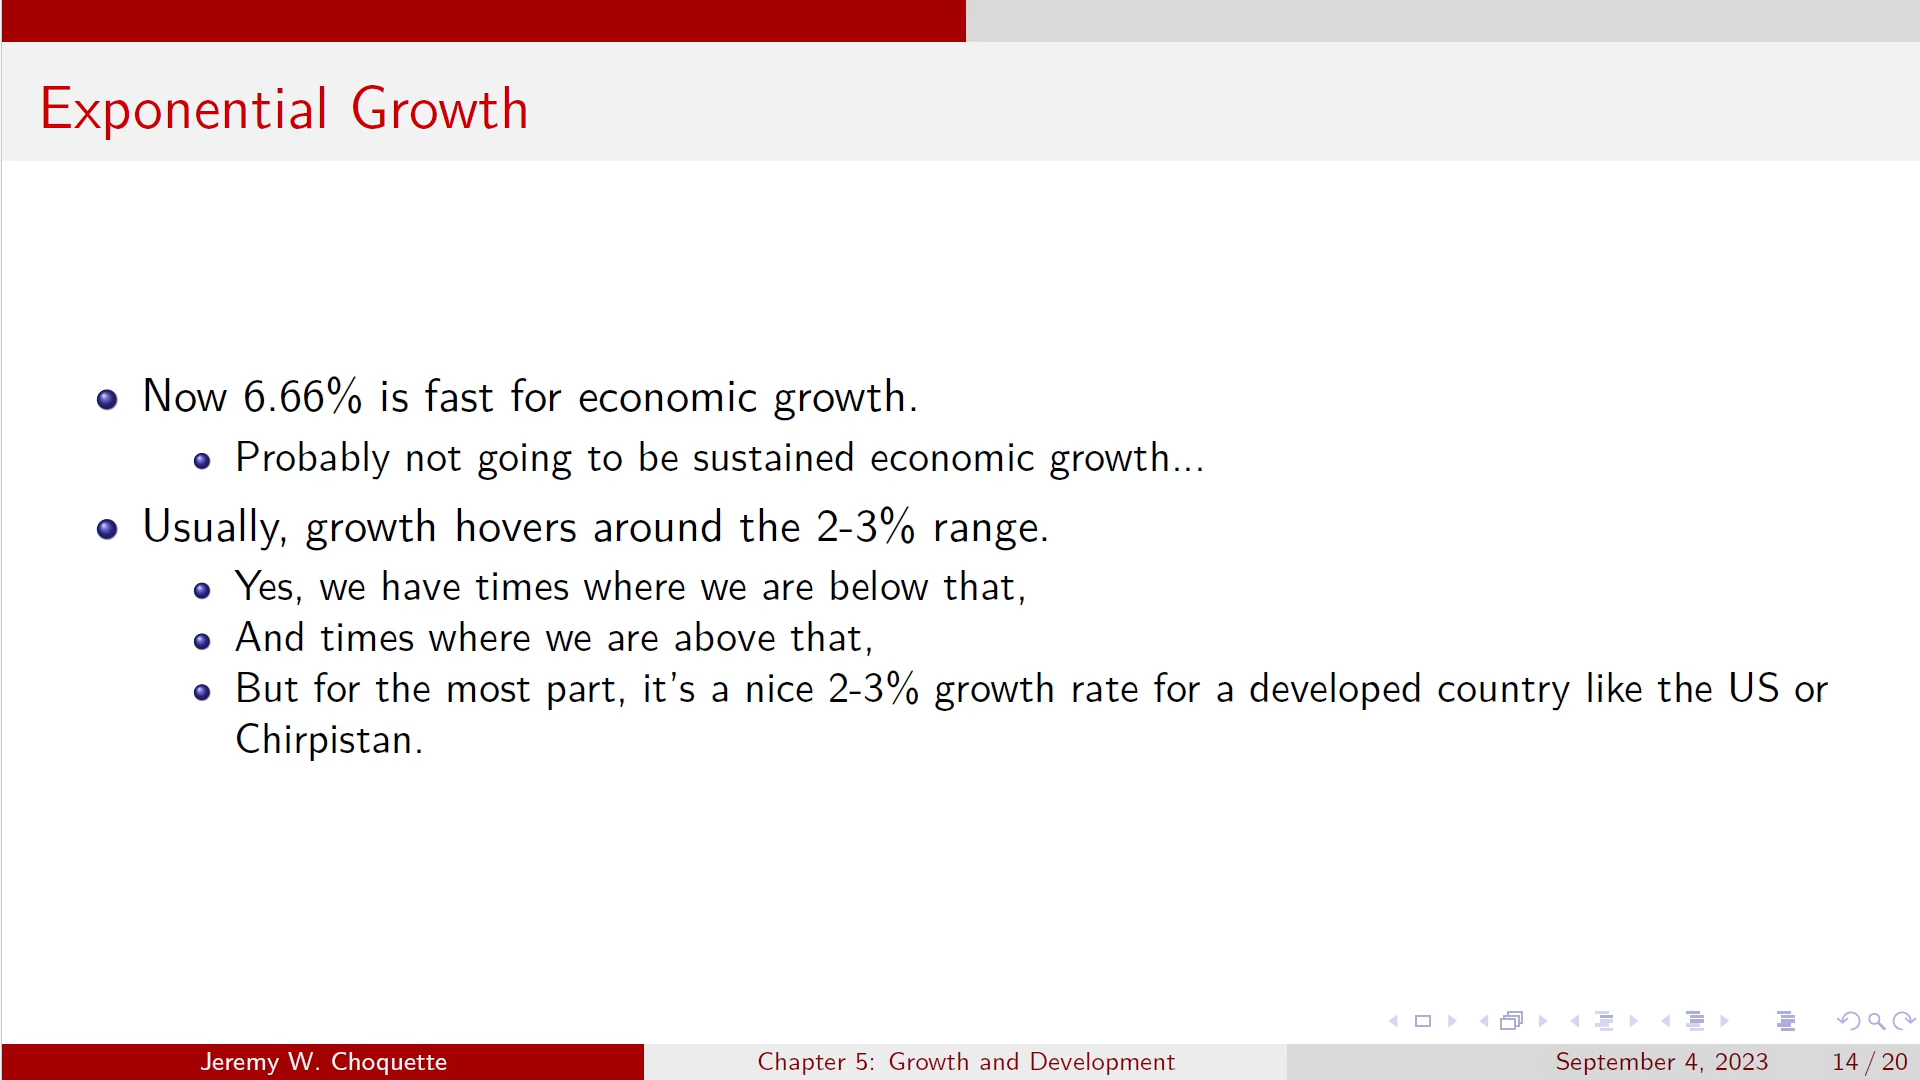 Exponential Growth
Now 6.66% is fast for economic growth.
Probably not going to be sustained economic growth...
Usually, growth hovers around the 2-3% range.
Yes, we have times where we are below that,
And times where we are above that,
But for the most part, it's a nice 2-3% growth rate for a developed country like the US or
Chirpistan.
Jeremy W. Choquette
Chapter 5: Growth and Development
September 4, 2023
14 / 20